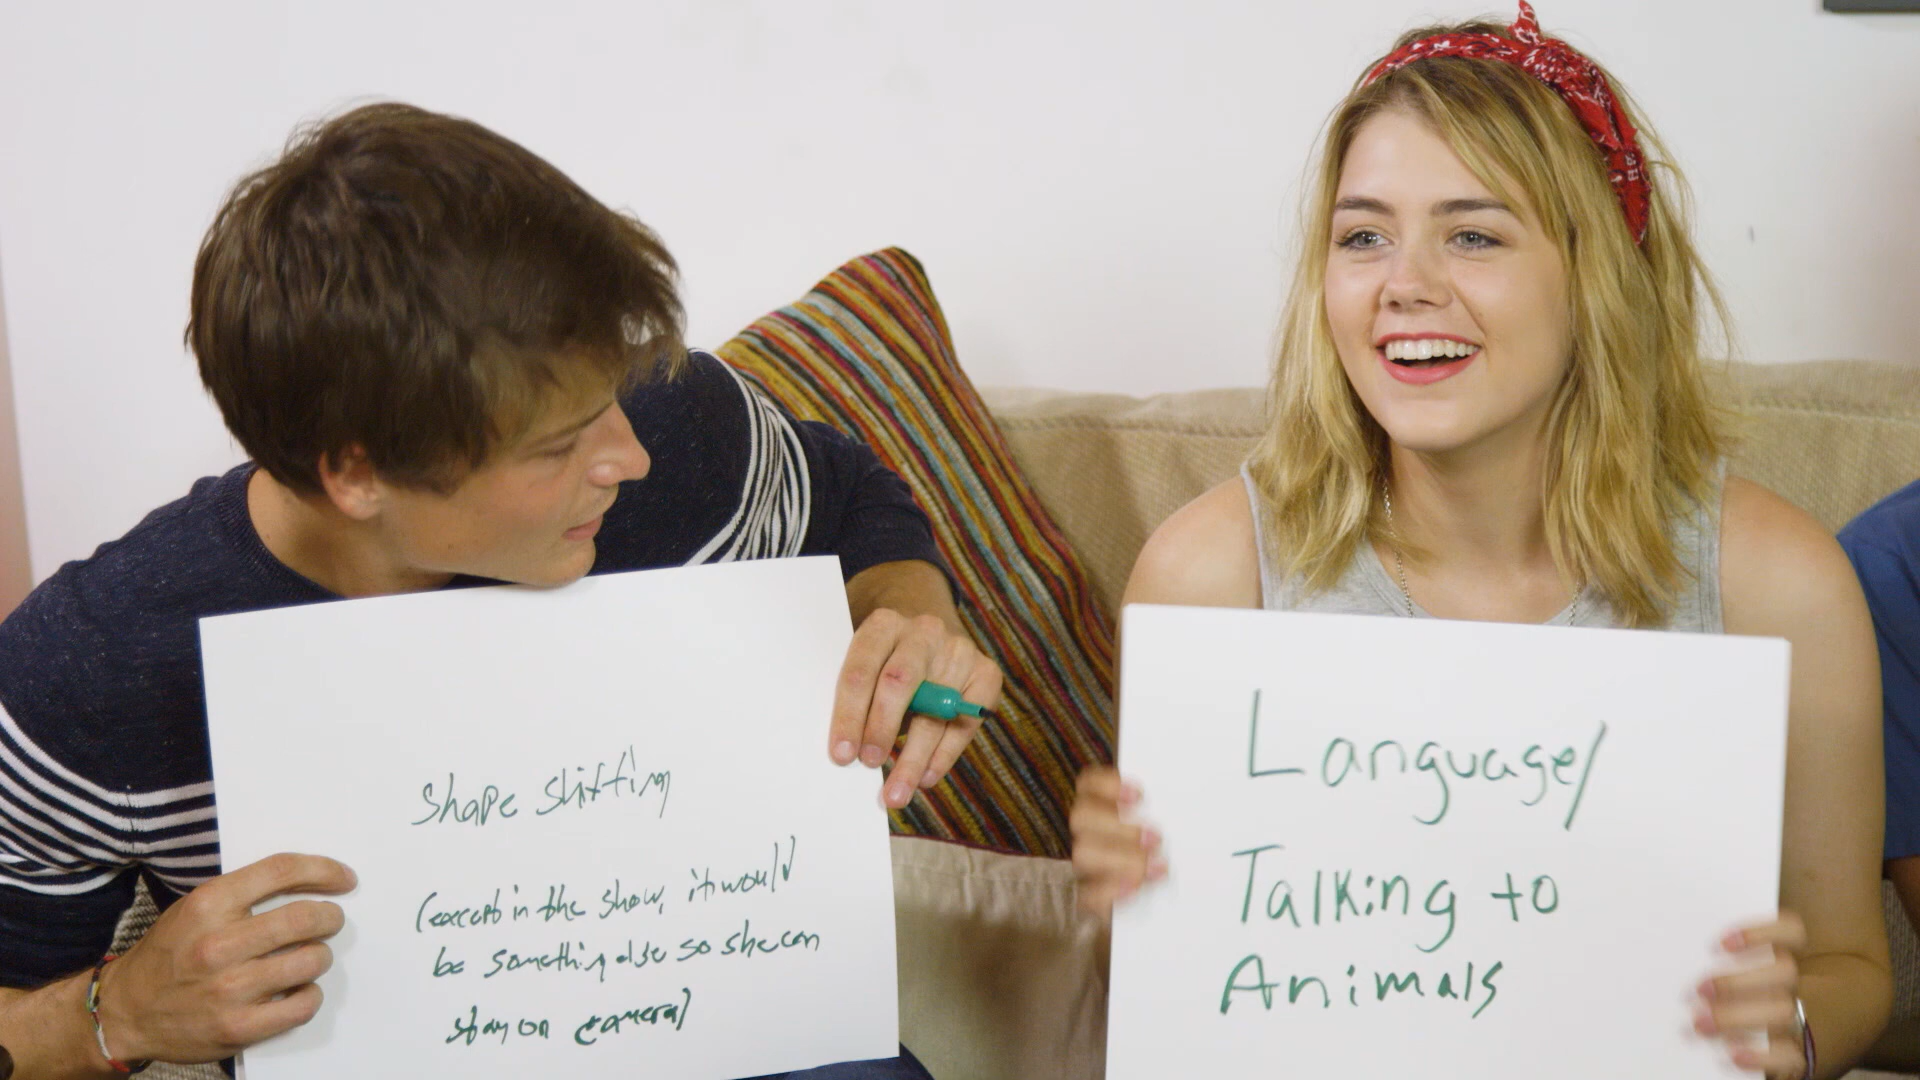 Shape shifting
(except in the show, it would
be something else so she can
stay on camera)
Language/
Talking to
Animals